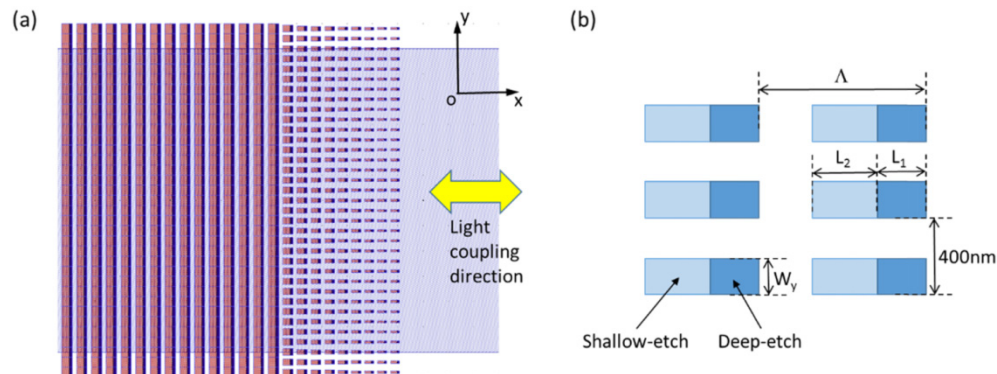 (a)
y
o
x
Light
coupling
direction
(b)
Λ
L2
L1
400nm
Wy
Shallow-etch
Deep-etch